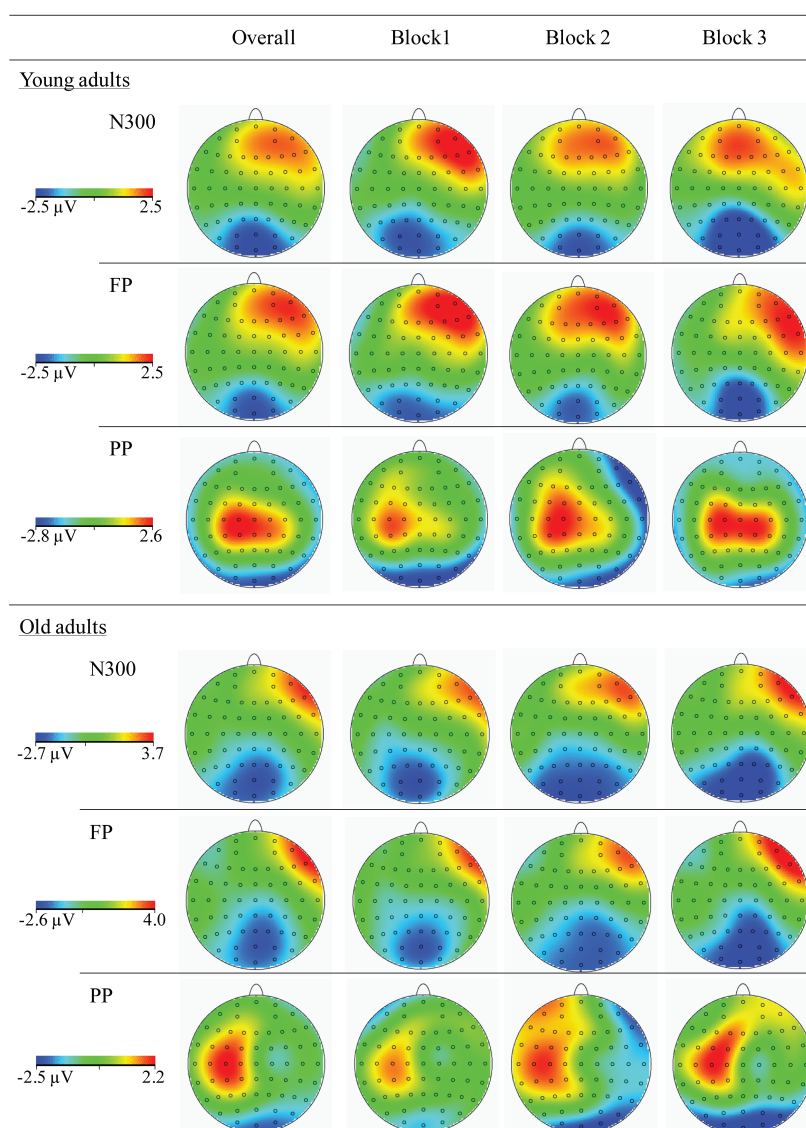 Overall Block1 Block 2 Block 3
Young adults
N300
-2.5 µV 2.5
FP
-2.5 µV 2.5
PP
-2.8 µV 2.6
Old adults
N300
-2.7 µV 3.7
FP
-2.6 µV 4.0
PP
-2.5 µV 2.2